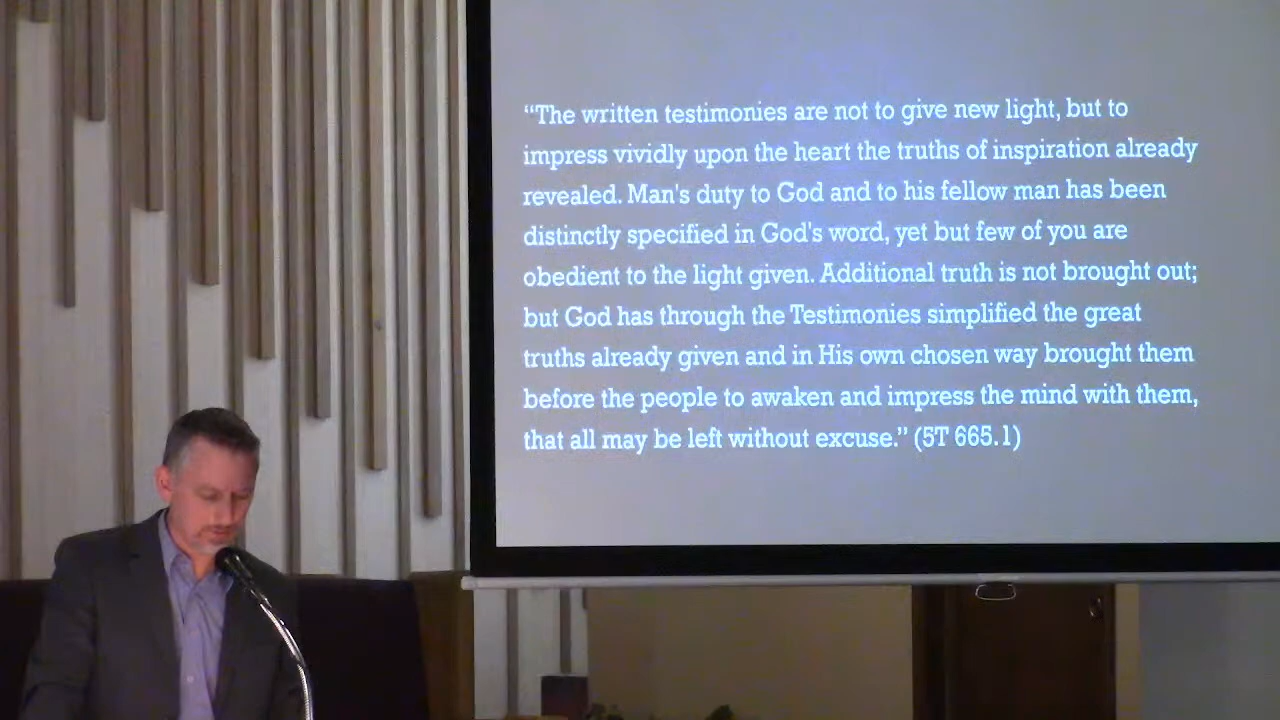 “The written testimonies are not to give new light, but to
impress vividly upon the heart the truths of inspiration already
revealed. Man's duty to God and to his fellow man has been
distinctly specified in God's word, yet but few of you are
obedient to the light given. Additional truth is not brought out;
but God has through the Testimonies simplified the great
truths already given and in His own chosen way brought them
before the people to awaken and impress the mind with them,
that all may be left without excuse.” (5T 665.1)